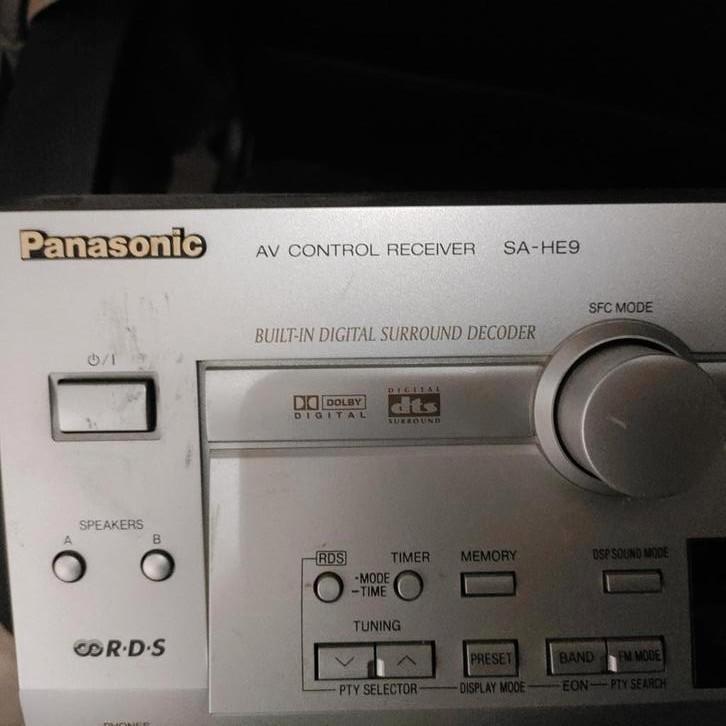 Panasonic
AV CONTROL RECEIVER SA-HE9
SFC MODE
BUILT-IN DIGITAL SURROUND DECODER
⏻/I
DOLBY
DIGITAL
DIGITAL
dts
SURROUND
SPEAKERS
A B
RDS TIMER MEMORY DSP SOUND MODE
-MODE
-TIME
TUNING
R·D·S
PRESET BAND FM MODE
PTY SELECTOR DISPLAY MODE EON PTY SEARCH
PHONES